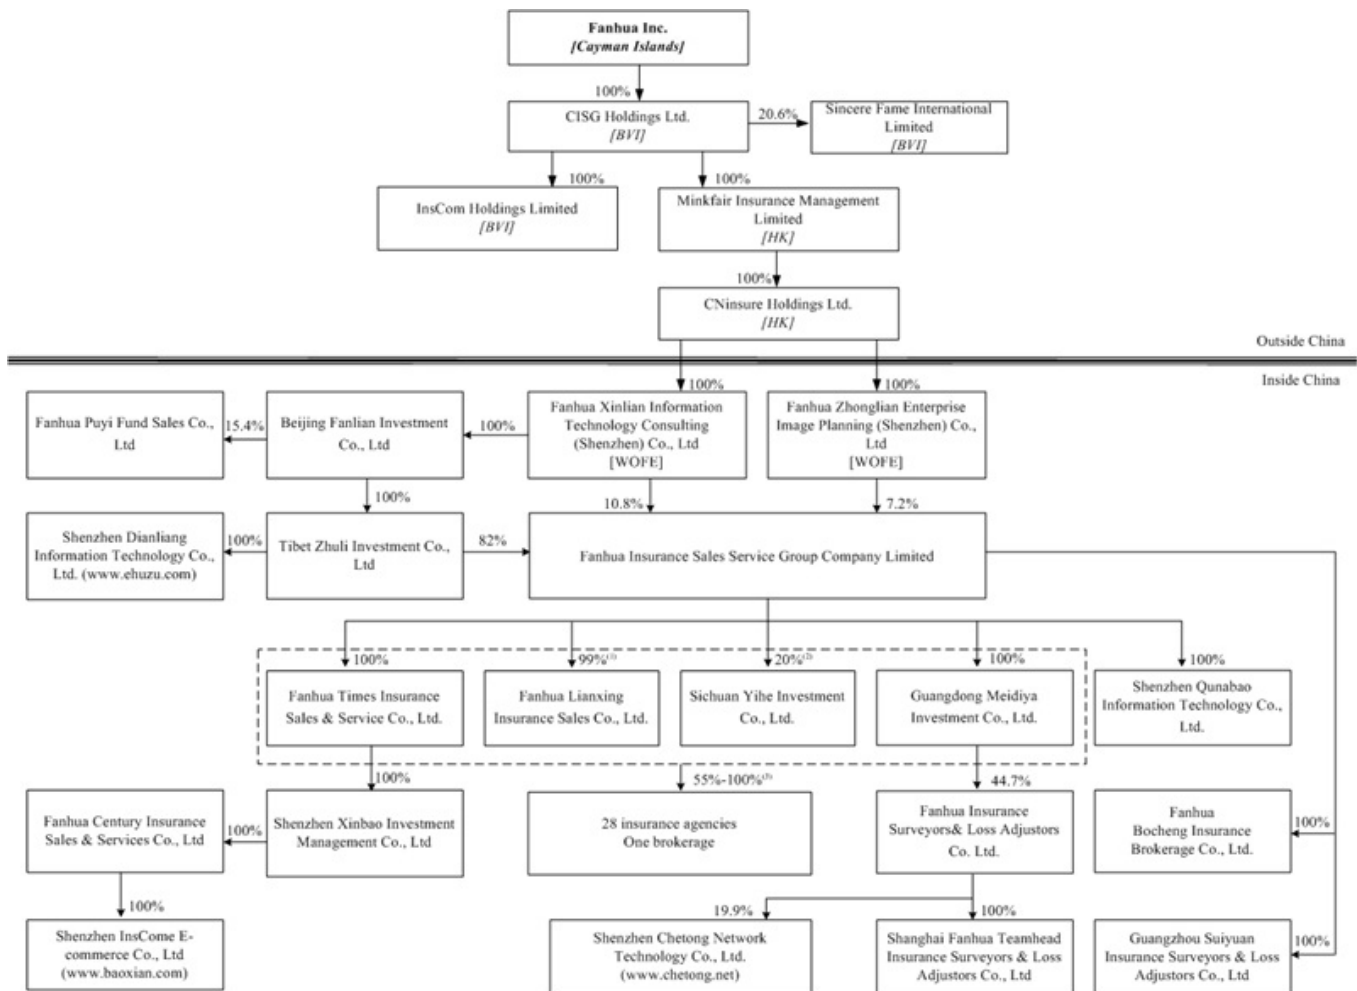 Fanhua Inc.
[Cayman Islands]
100%
CISG Holdings Ltd.
[BVI]
20.6%
Sincere Fame International
Limited
[BVI]
100%
100%
InsCom Holdings Limited
[BVI]
Minkfair Insurance Management
Limited
[HK]
100%
CNinsure Holdings Ltd.
[HK]
Outside China
Inside China
100%
100%
Fanhua Puyi Fund Sales Co.,
Ltd
15.4%
Beijing Fanlian Investment
Co., Ltd
100%
Fanhua Xinlian Information
Technology Consulting
(Shenzhen) Co., Ltd
[WOFE]
Fanhua Zhonglian Enterprise
Image Planning (Shenzhen) Co.,
Ltd
[WOFE]
100%
10.8%
7.2%
Shenzhen Dianliang
Information Technology Co.,
Ltd. (www.ehuzu.com)
100%
Tibet Zhuli Investment Co.,
Ltd
82%
Fanhua Insurance Sales Service Group Company Limited
100%
99%(1)
20%(2)
100%
100%
Fanhua Times Insurance
Sales & Service Co., Ltd.
Fanhua Lianxing
Insurance Sales Co., Ltd.
Sichuan Yihe Investment
Co., Ltd.
Guangdong Meidiya
Investment Co., Ltd.
Shenzhen Qunabao
Information Technology Co.,
Ltd.
100%
55%-100%(3)
44.7%
Fanhua Century Insurance
Sales & Services Co., Ltd
100%
Shenzhen Xinbao Investment
Management Co., Ltd
28 insurance agencies
One brokerage
Fanhua Insurance
Surveyors& Loss Adjustors
Co. Ltd.
Fanhua
Bocheng Insurance
Brokerage Co., Ltd.
100%
100%
19.9%
100%
Shenzhen InsCome E-
commerce Co., Ltd
(www.baoxian.com)
Shenzhen Chetong Network
Technology Co., Ltd.
(www.chetong.net)
Shanghai Fanhua Teamhead
Insurance Surveyors & Loss
Adjustors Co., Ltd
Guangzhou Suiyuan
Insurance Surveyors & Loss
Adjustors Co., Ltd
100%